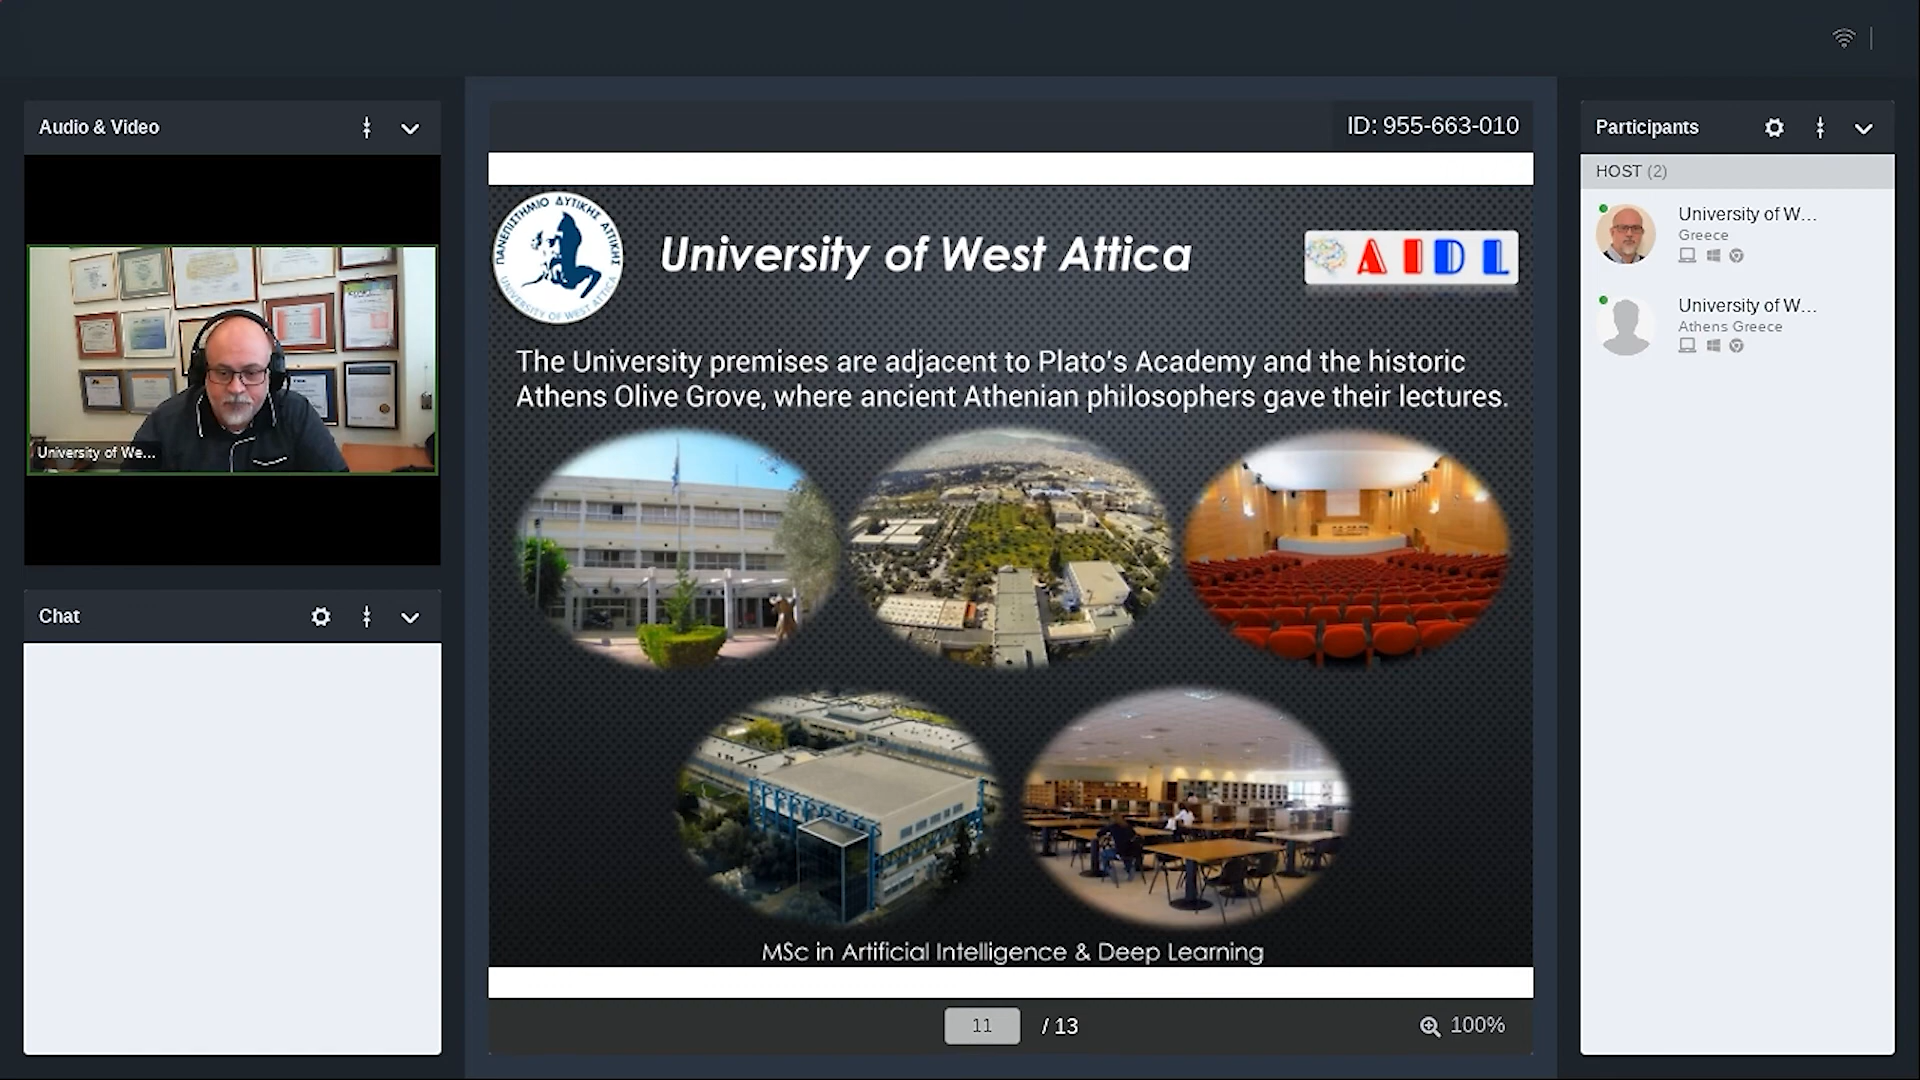 Audio & Video
University of We...
Chat
ID: 955-663-010
ΠΑΝΕΠΙΣΤΗΜΙΟ ΔΥΤΙΚΗΣ ΑΤΤΙΚΗΣ
UNIVERSITY OF WEST ATTICA
University of West Attica
AIDL
The University premises are adjacent to Plato's Academy and the historic
Athens Olive Grove, where ancient Athenian philosophers gave their lectures.
MSc in Artificial Intelligence & Deep Learning
11 / 13
100%
Participants
HOST (2)
University of W...
Greece
University of W...
Athens Greece